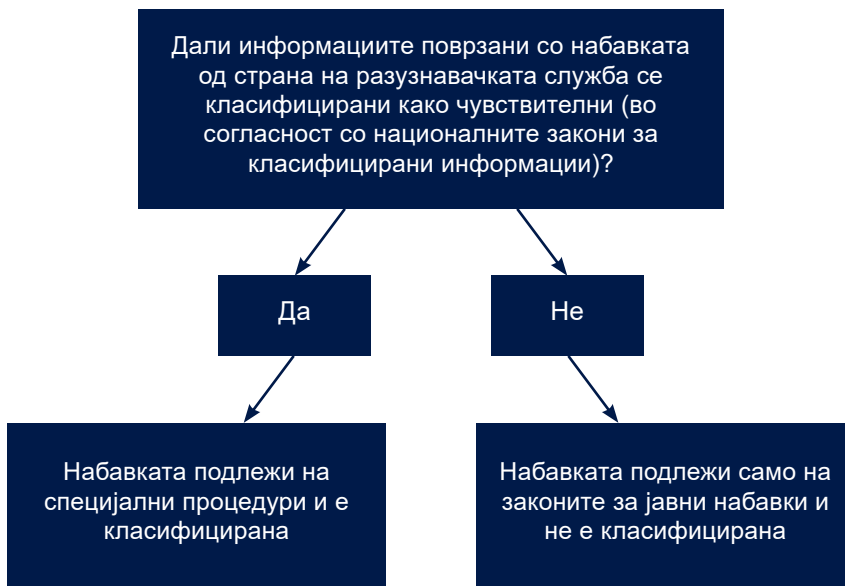 Дали информациите поврзани со набавката
од страна на разузнавачката служба се
класифицирани како чувствителни (во
согласност со националните закони за
класифицирани информации)?
Да
Не
Набавката подлежи на
специјални процедури и е
класифицирана
Набавката подлежи само на
законите за јавни набавки и
не е класифицирана